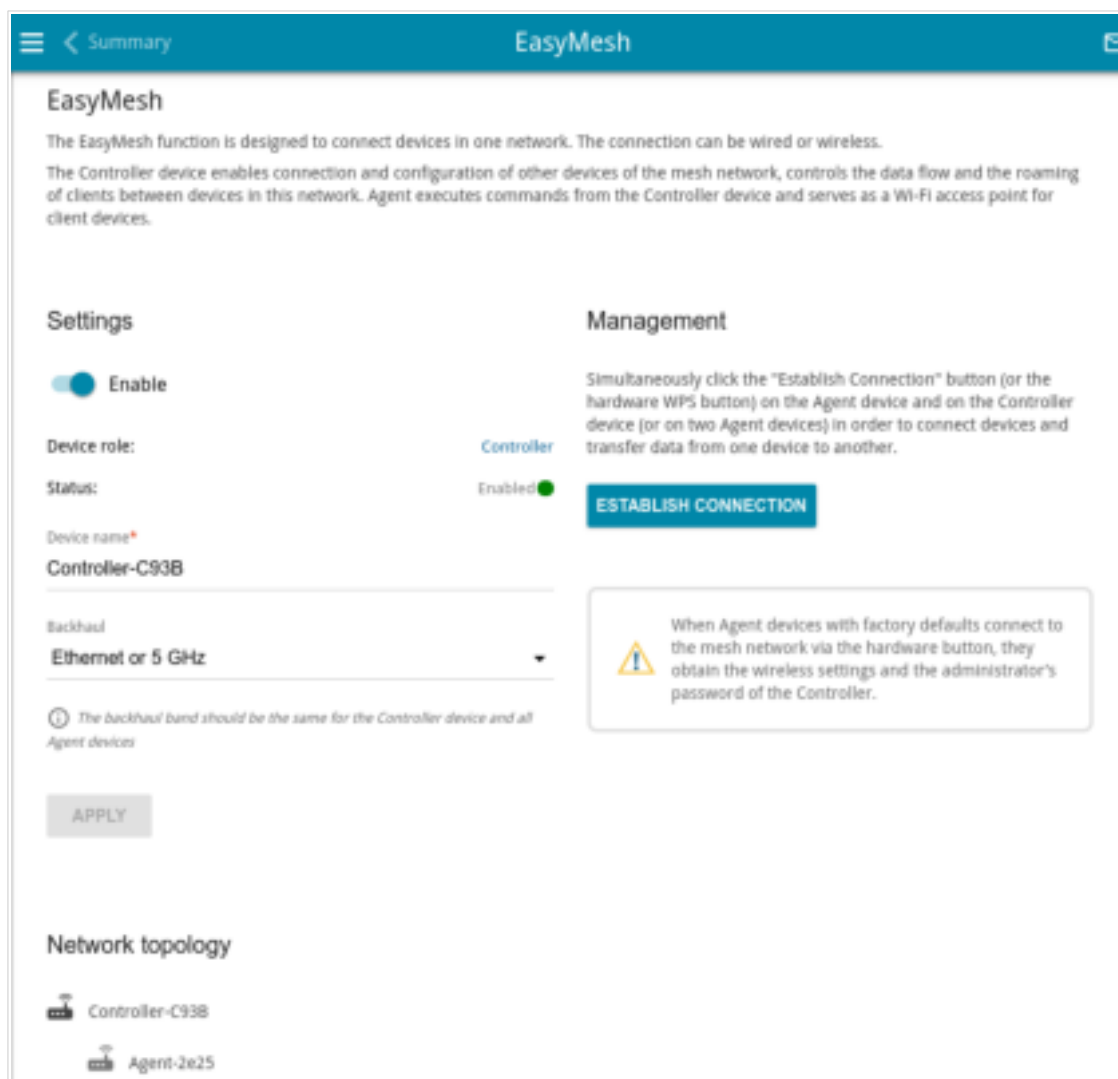 Summary
EasyMesh
EasyMesh
The EasyMesh function is designed to connect devices in one network. The connection can be wired or wireless.
The Controller device enables connection and configuration of other devices of the mesh network, controls the data flow and the roaming
of clients between devices in this network. Agent executes commands from the Controller device and serves as a Wi-Fi access point for
client devices.
Settings
Enable
Device role: Controller
Status: Enabled
Device name*
Controller-C93B
Backhaul
Ethernet or 5 GHz
The backhaul band should be the same for the Controller device and all
Agent devices
APPLY
Management
Simultaneously click the "Establish Connection" button (or the
hardware WPS button) on the Agent device and on the Controller
device (or on two Agent devices) in order to connect devices and
transfer data from one device to another.
ESTABLISH CONNECTION
When Agent devices with factory defaults connect to
the mesh network via the hardware button, they
obtain the wireless settings and the administrator's
password of the Controller.
Network topology
Controller-C93B
Agent-2e25